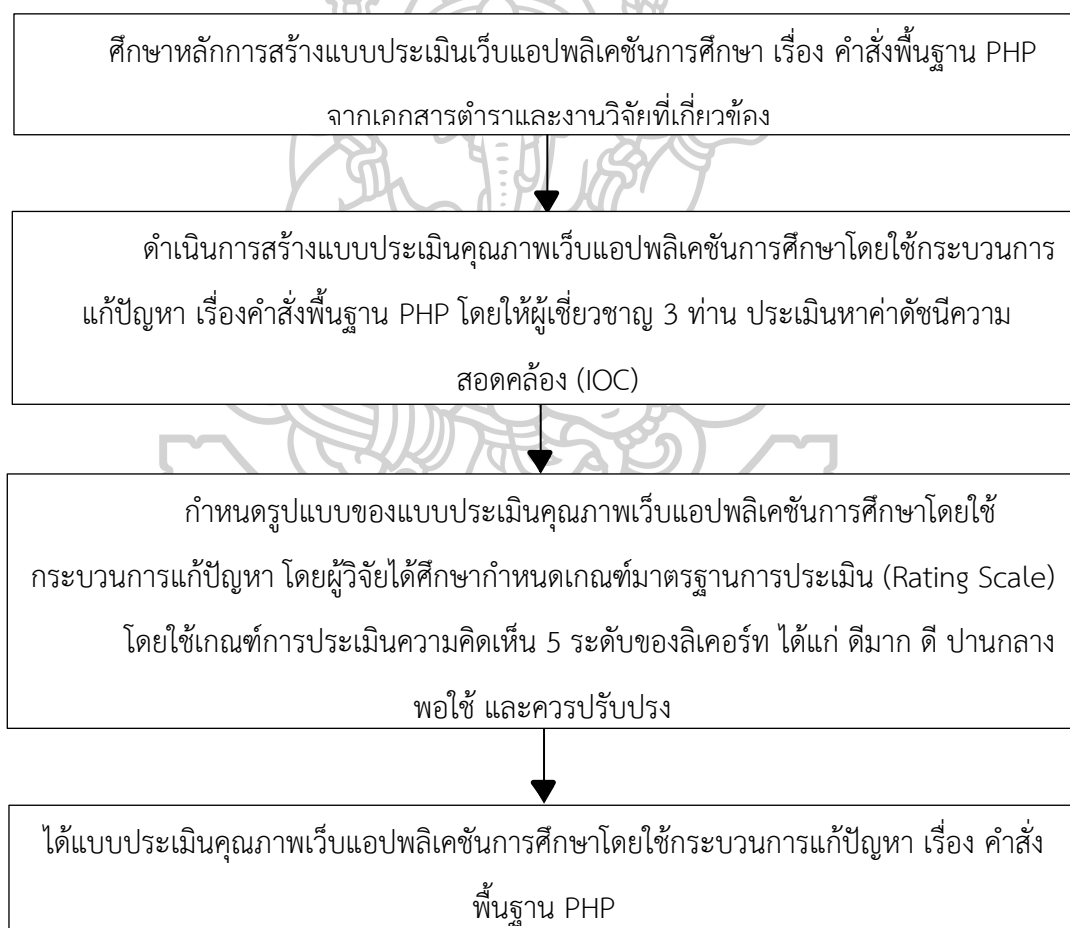 ศึกษาหลักการสร้างแบบประเมินเว็บแอปพลิเคชันการศึกษา เรื่อง คำสั่งพื้นฐาน PHP
จากเอกสารตำราและงานวิจัยที่เกี่ยวข้อง
ดำเนินการสร้างแบบประเมินคุณภาพเว็บแอปพลิเคชันการศึกษาโดยใช้กระบวนการ
แก้ปัญหา เรื่องคำสั่งพื้นฐาน PHP โดยให้ผู้เชี่ยวชาญ 3 ท่าน ประเมินหาค่าดัชนีความ
สอดคล้อง (IOC)
กำหนดรูปแบบของแบบประเมินคุณภาพเว็บแอปพลิเคชันการศึกษาโดยใช้
กระบวนการแก้ปัญหา โดยผู้วิจัยได้ศึกษากำหนดเกณฑ์มาตรฐานการประเมิน (Rating Scale)
โดยใช้เกณฑ์การประเมินความคิดเห็น 5 ระดับของลิเคอร์ท ได้แก่ ดีมาก ดี ปานกลาง
พอใช้ และควรปรับปรง
ได้แบบประเมินคุณภาพเว็บแอปพลิเคชันการศึกษาโดยใช้กระบวนการแก้ปัญหา เรื่อง คำสั่ง
พื้นฐาน PHP